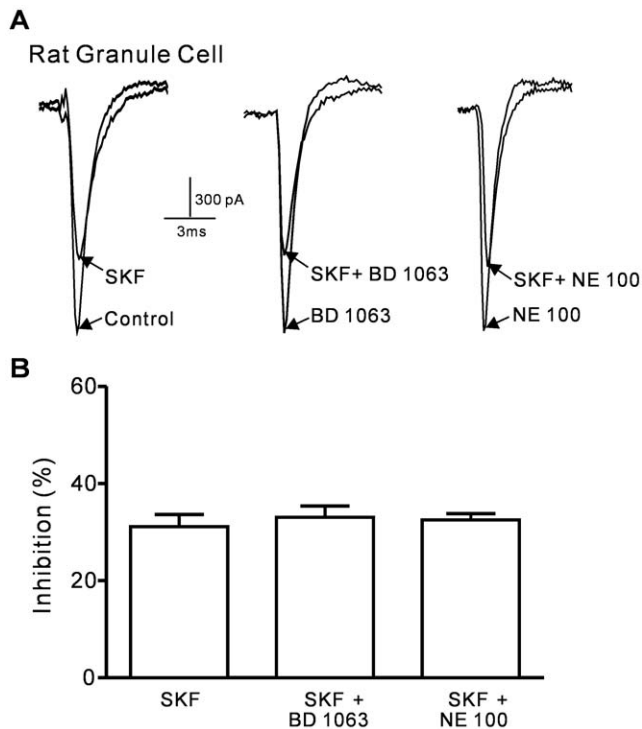 A
Rat Granule Cell
300 pA
3ms
SKF
Control
SKF+ BD 1063
BD 1063
SKF+ NE 100
NE 100
B
Inhibition (%)
60
40
20
0
SKF
SKF +
BD 1063
SKF +
NE 100